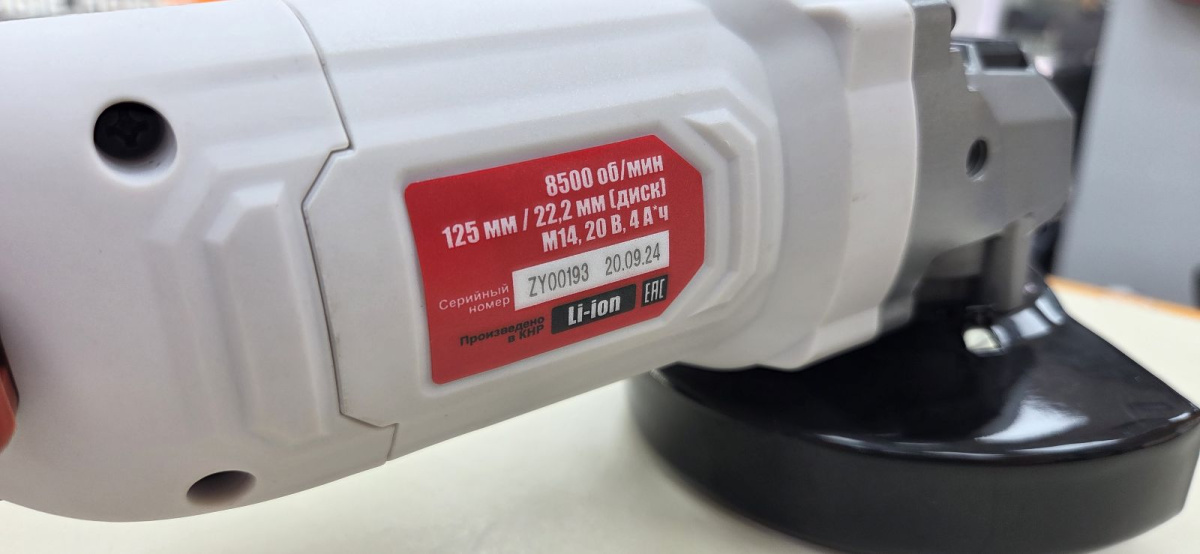 8500 об/мин
125 мм / 22,2 мм (диск)
М14, 20 В, 4 А*ч
Серийный номер ZY00193 20.09.24
Произведено в КНР Li-ion EAC